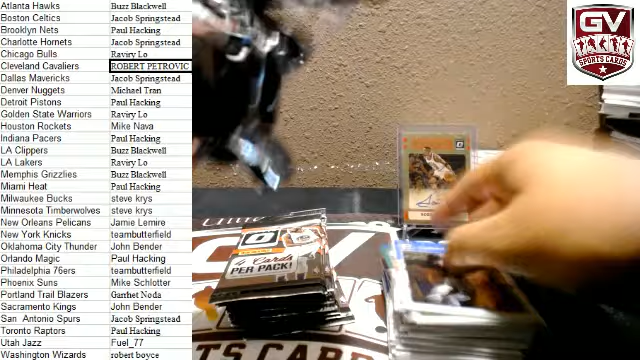 Atlanta Hawks Buzz Blackwell
Boston Celtics Jacob Springstead
Brooklyn Nets Paul Hacking
Charlotte Hornets Jacob Springstead
Chicago Bulls Raviry Lo
Cleveland Cavaliers ROBERT PETROVIC
Dallas Mavericks Jacob Springstead
Denver Nuggets Michael Tran
Detroit Pistons Paul Hacking
Golden State Warriors Raviry Lo
Houston Rockets Mike Nava
Indiana Pacers Paul Hacking
LA Clippers Buzz Blackwell
LA Lakers Raviry Lo
Memphis Grizzlies Buzz Blackwell
Miami Heat Paul Hacking
Milwaukee Bucks steve krys
Minnesota Timberwolves steve krys
New Orleans Pelicans Jamie Lemire
New York Knicks teambutterfield
Oklahoma City Thunder John Bender
Orlando Magic Paul Hacking
Philadelphia 76ers teambutterfield
Phoenix Suns Mike Schlotter
Portland Trail Blazers Garrhet Noda
Sacramento Kings John Bender
San Antonio Spurs Jacob Springstead
Toronto Raptors Paul Hacking
Utah Jazz Fuel_77
Washington Wizards robert boyce
GV
SPORTS CARDS
4 Cards
PER PACK!
TS CARDS